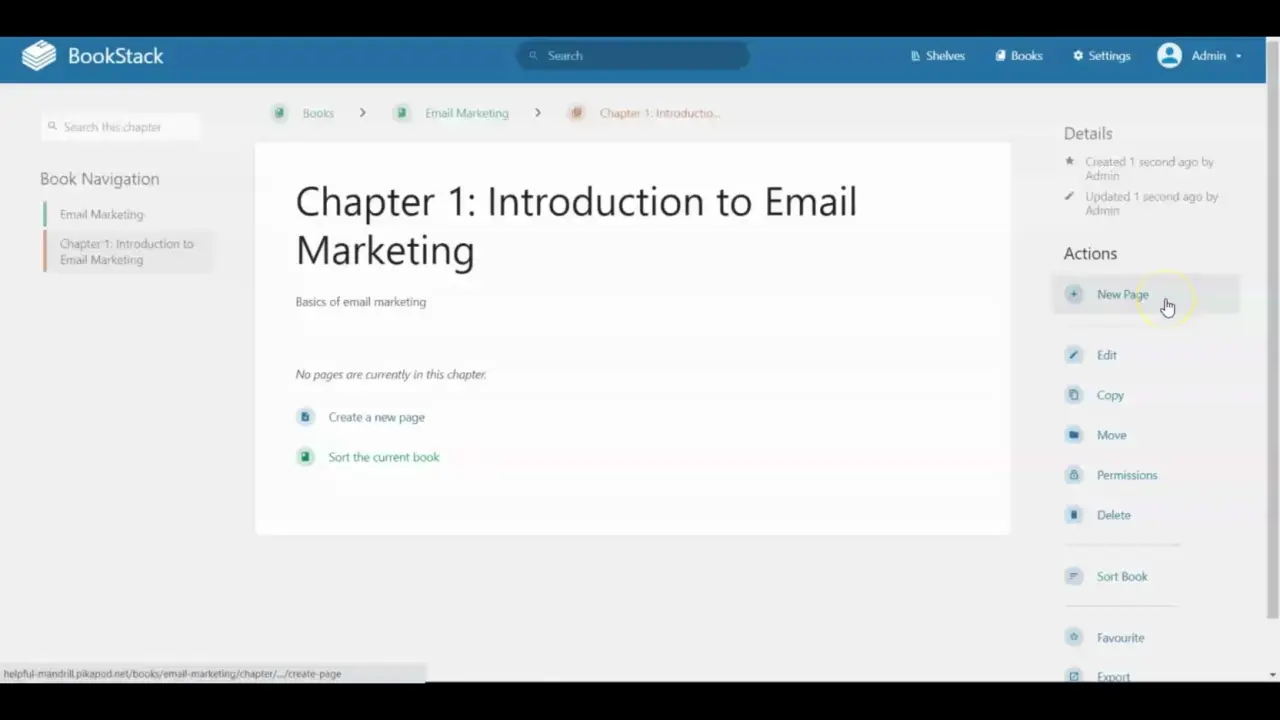 BookStack
Search
Shelves
Books
Settings
Admin
Search this chapter
Books
Email Marketing
Chapter 1: Introductio...
Book Navigation
Email Marketing
Chapter 1: Introduction to
Email Marketing
Chapter 1: Introduction to Email
Marketing
Basics of email marketing
No pages are currently in this chapter.
Create a new page
Sort the current book
Details
Created 1 second ago by
Admin
Updated 1 second ago by
Admin
Actions
New Page
Edit
Copy
Move
Permissions
Delete
Sort Book
Favourite
Export
helpful-mandrill.pikapod.net/books/email-marketing/chapter/.../create-page